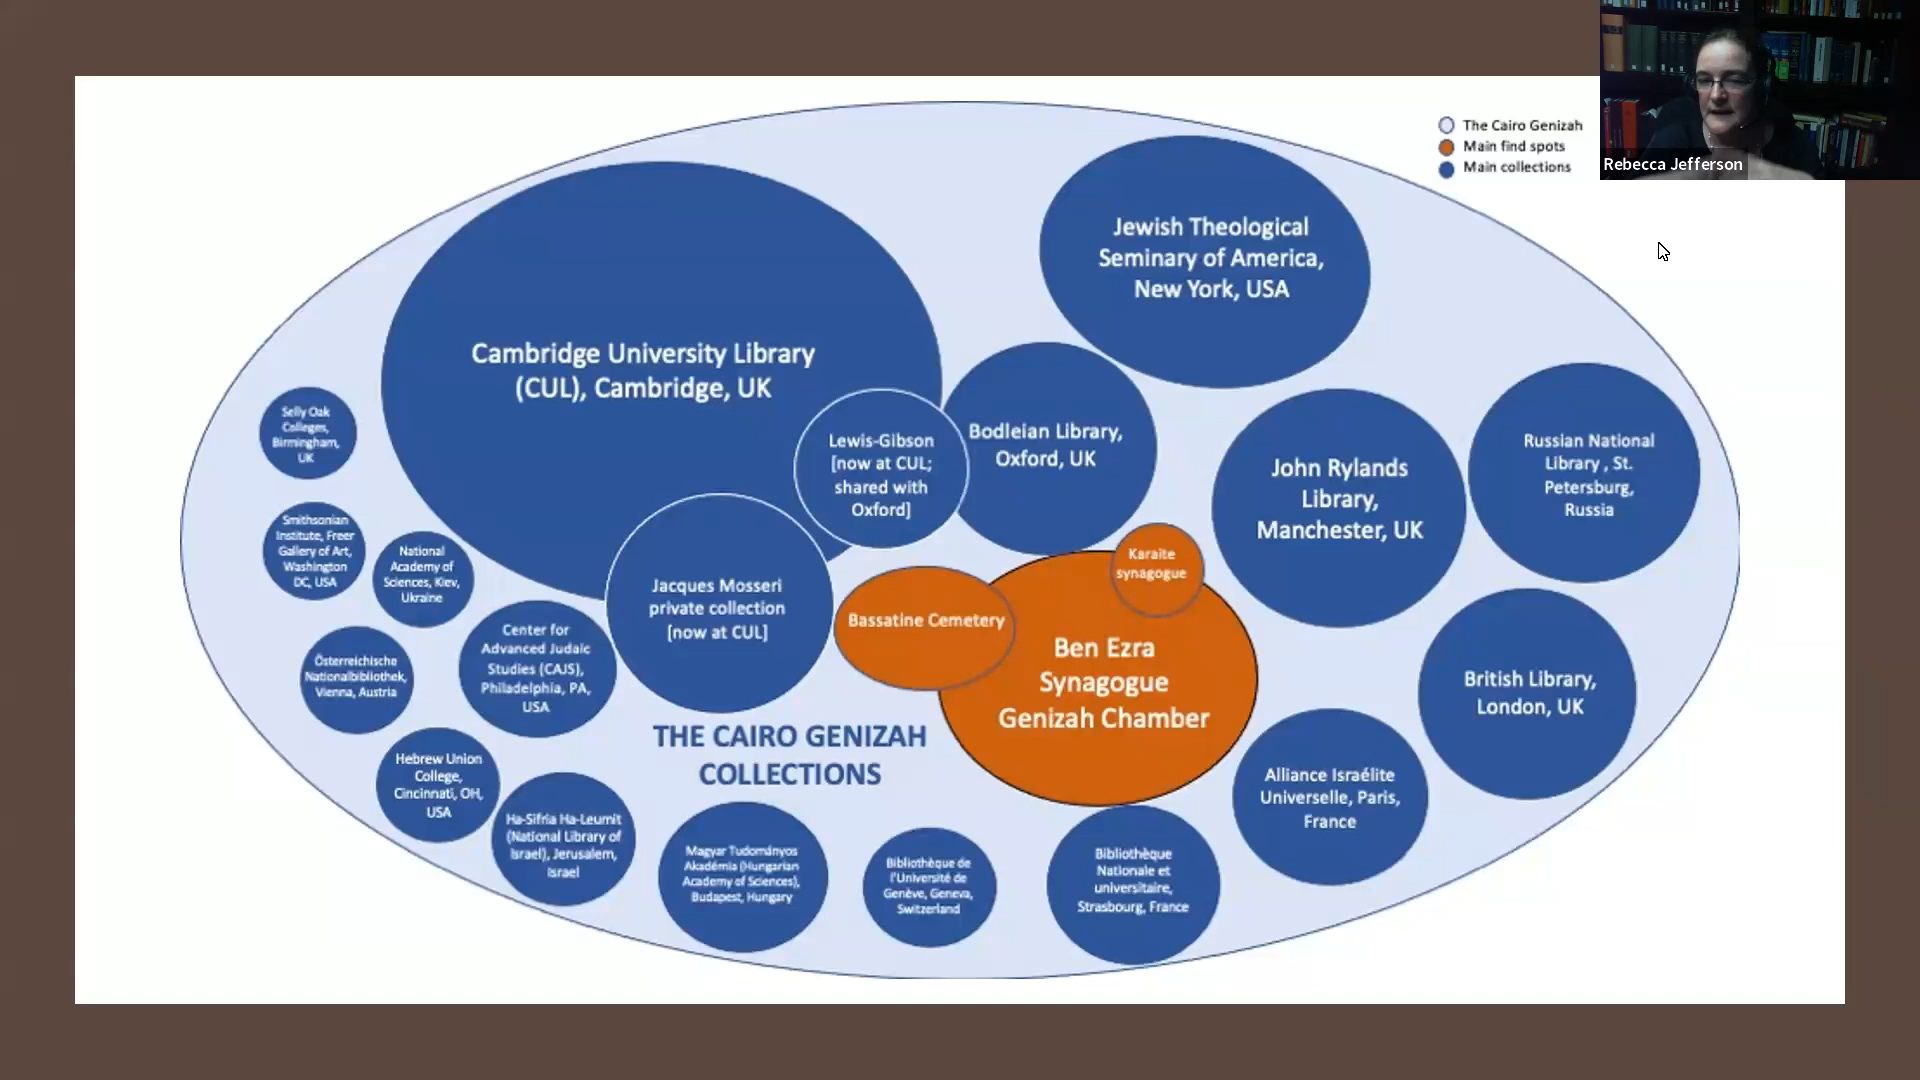 The Cairo Genizah
Main find spots
Main collections
Rebecca Jefferson
Jewish Theological
Seminary of America,
New York, USA
Cambridge University Library
(CUL), Cambridge, UK
Lewis-Gibson
[now at CUL;
shared with
Oxford]
Bodleian Library,
Oxford, UK
John Rylands
Library,
Manchester, UK
Russian National
Library , St.
Petersburg,
Russia
Selly Oak
Colleges,
Birmingham,
UK
Smithsonian
Institute, Freer
Gallery of Art,
Washington
DC, USA
National
Academy of
Sciences, Kiev,
Ukraine
Jacques Mosseri
private collection
[now at CUL]
Bassatine Cemetery
Karaite
synagogue
Ben Ezra
Synagogue
Genizah Chamber
Center for
Advanced Judaic
Studies (CAJS),
Philadelphia, PA,
USA
Österreichische
Nationalbibliothek,
Vienna, Austria
British Library,
London, UK
THE CAIRO GENIZAH
COLLECTIONS
Hebrew Union
College,
Cincinnati, OH,
USA
Ha-Sifria Ha-Leumit
(National Library of
Israel), Jerusalem,
Israel
Magyar Tudományos
Akadémia (Hungarian
Academy of Sciences),
Budapest, Hungary
Bibliothèque de
l'Université de
Genève, Geneva,
Switzerland
Bibliothèque
Nationale et
universitaire,
Strasbourg, France
Alliance Israélite
Universelle, Paris,
France